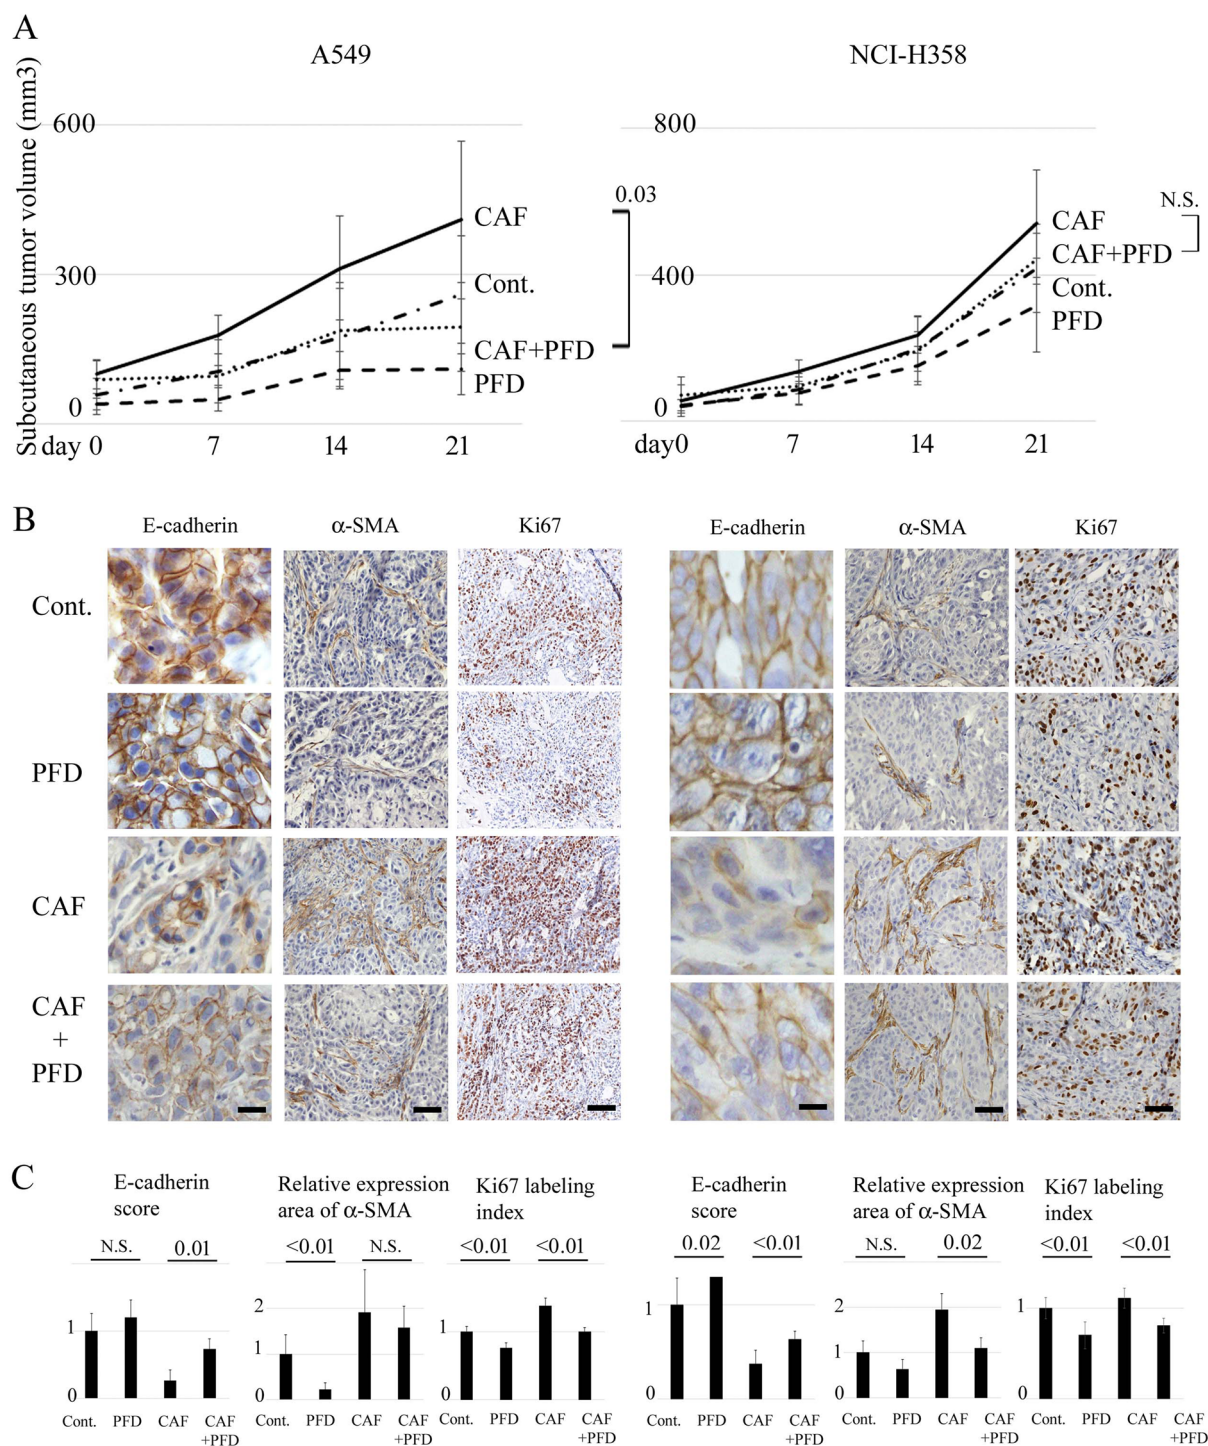 A
A549
NCI-H358
Subcutaneous tumor volume (mm3)
600
300
0
day 0 7 14 21
CAF
Cont.
CAF+PFD
PFD
0.03
800
400
0
day0 7 14 21
CAF
CAF+PFD
Cont.
PFD
N.S.
B
E-cadherin α-SMA Ki67 E-cadherin α-SMA Ki67
Cont.
PFD
CAF
CAF
+
PFD
C
E-cadherin
score
N.S. 0.01
1
0
Cont. PFD CAF CAF
+PFD
Relative expression
area of α-SMA
<0.01 N.S.
2
1
0
Cont. PFD CAF CAF
+PFD
Ki67 labeling
index
<0.01 <0.01
1
0
Cont. PFD CAF CAF
+PFD
E-cadherin
score
0.02 <0.01
1
0
Cont. PFD CAF CAF
+PFD
Relative expression
area of α-SMA
N.S. 0.02
2
1
0
Cont. PFD CAF CAF
+PFD
Ki67 labeling
index
<0.01 <0.01
1
0
Cont. PFD CAF CAF
+PFD